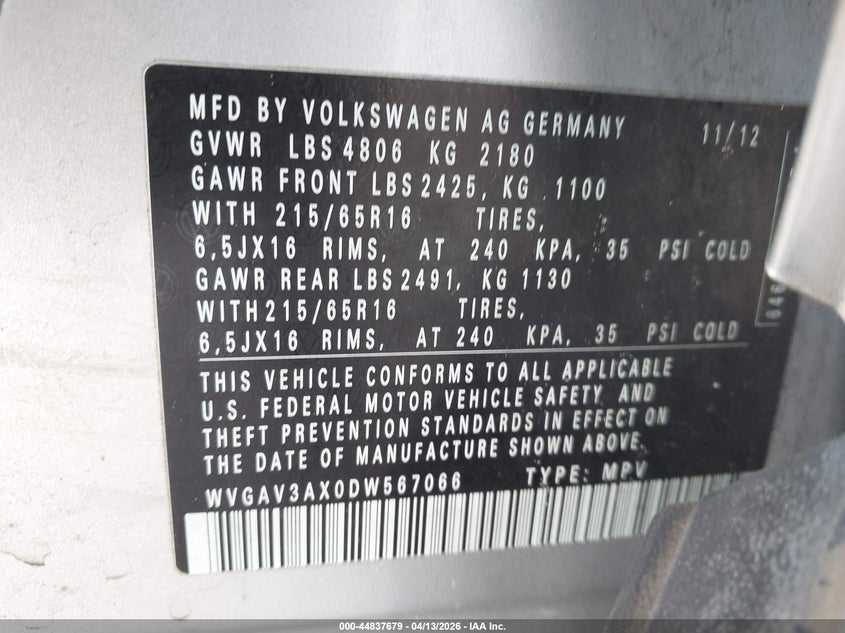 MFD BY VOLKSWAGEN AG GERMANY 11/12
GVWR LBS 4806 KG 2180
GAWR FRONT LBS 2425, KG 1100
WITH 215/65R16 TIRES,
6,5JX16 RIMS, AT 240 KPA, 35 PSI COLD
GAWR REAR LBS 2491, KG 1130
WITH 215/65R16 TIRES,
6,5JX16 RIMS, AT 240 KPA, 35 PSI COLD
THIS VEHICLE CONFORMS TO ALL APPLICABLE
U.S. FEDERAL MOTOR VEHICLE SAFETY AND
THEFT PREVENTION STANDARDS IN EFFECT ON
THE DATE OF MANUFACTURE SHOWN ABOVE.
WVGAV3AX0DW567066 TYPE: MPV
000-44837679 - 04/13/2026 - IAA Inc.